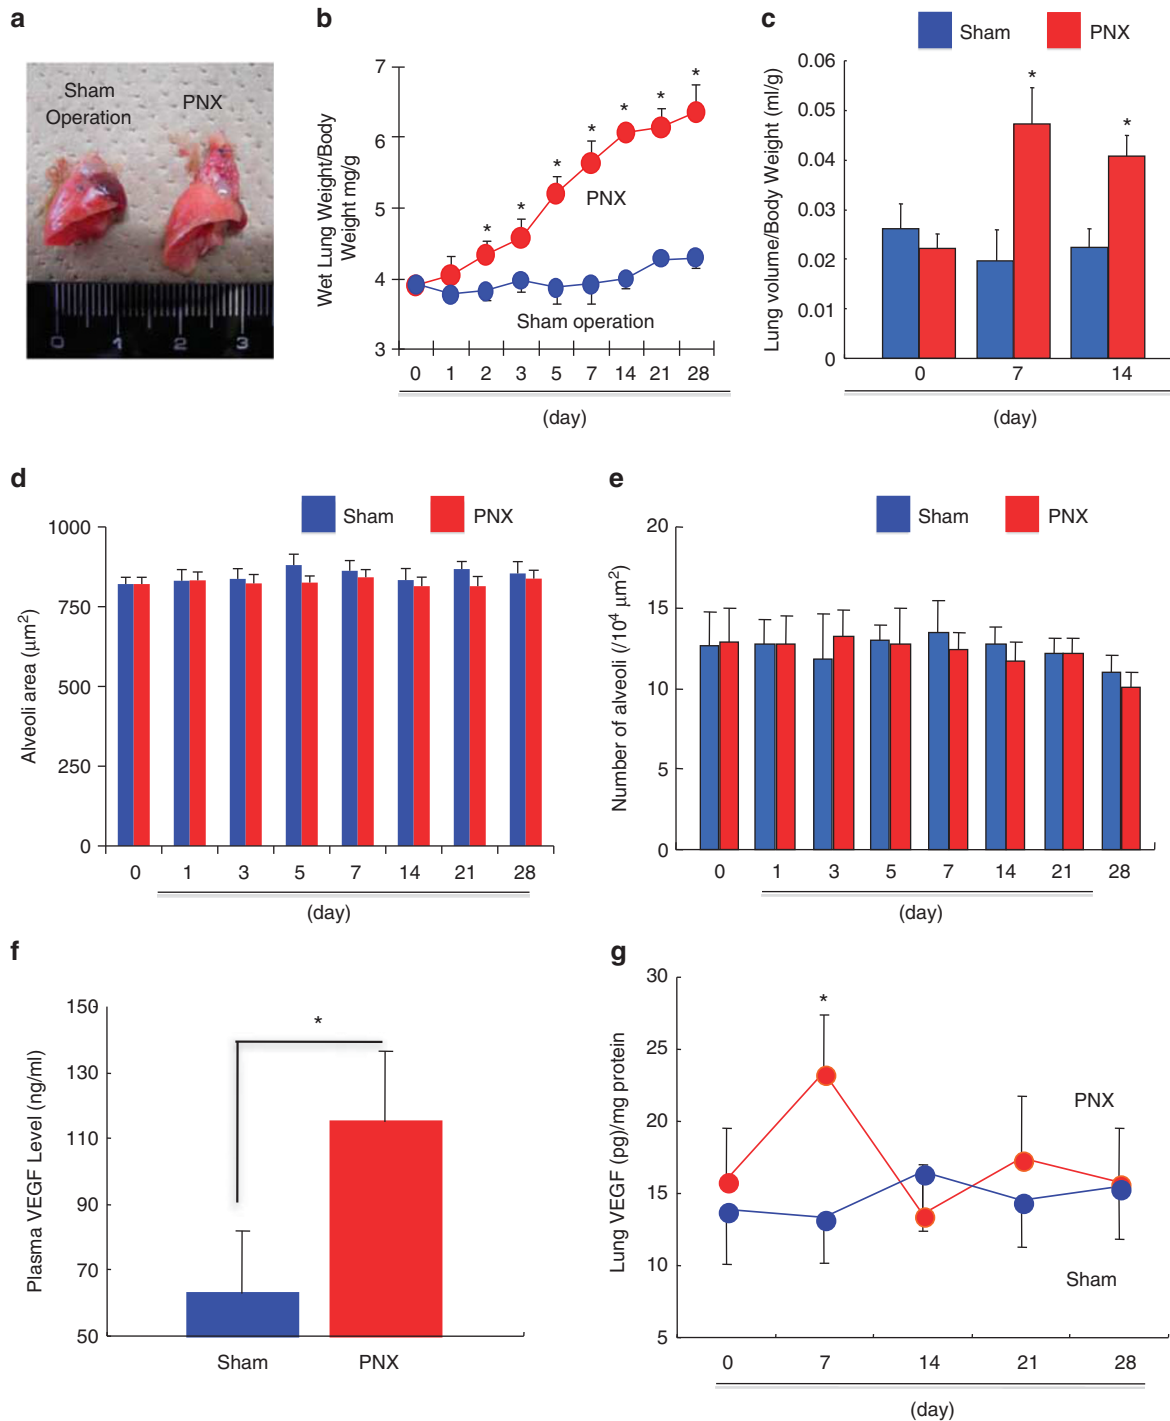 a
Sham
Operation
PNX
0 1 2 3
b
Wet Lung Weight/Body
Weight mg/g
7
6
5
4
3
*
*
*
*
*
*
*
PNX
Sham operation
0 1 2 3 5 7 14 21 28
(day)
c
Sham PNX
Lung volume/Body Weight (ml/g)
0.06
0.05
0.04
0.03
0.02
0.01
0
*
*
0 7 14
(day)
d
Sham PNX
Alveoli area (µm2)
1000
750
500
250
0
0 1 3 5 7 14 21 28
(day)
e
Sham PNX
Number of alveoli (/10⁴ µm2)
20
15
10
5
0
0 1 3 5 7 14 21 28
(day)
f
Plasma VEGF Level (ng/ml)
150
130
110
90
70
50
*
Sham PNX
g
Lung VEGF (pg)/mg protein
30
25
20
15
10
5
*
PNX
Sham
0 7 14 21 28
(day)